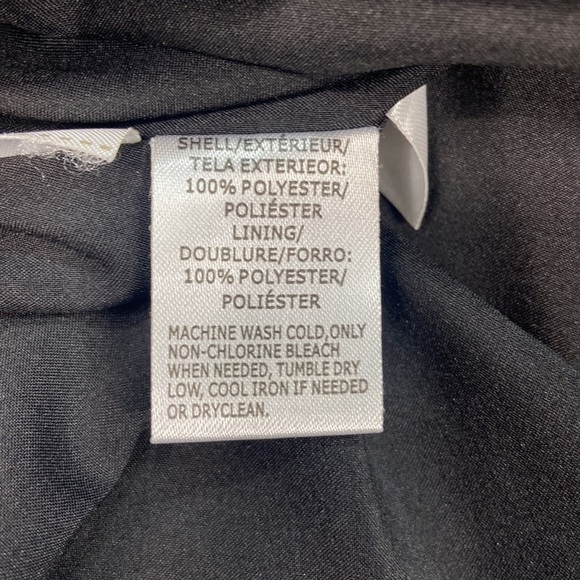 SHELL/EXTÉRIEUR/
TELA EXTERIOR:
100% POLYESTER/
POLIÉSTER
LINING/
DOUBLURE/FORRO:
100% POLYESTER/
POLIÉSTER
MACHINE WASH COLD,ONLY
NON-CHLORINE BLEACH
WHEN NEEDED, TUMBLE DRY
LOW, COOL IRON IF NEEDED
OR DRYCLEAN.